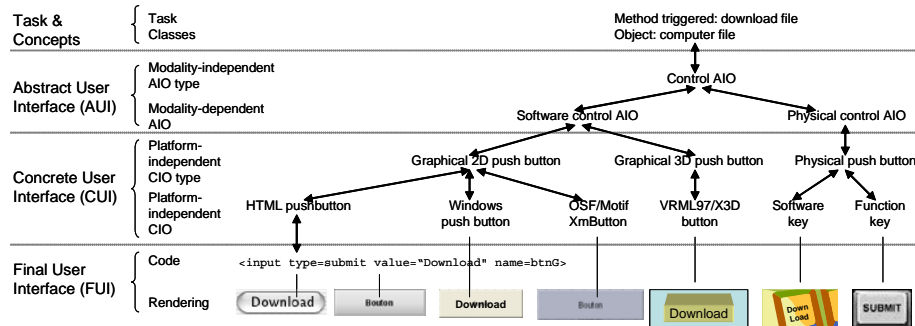 Task &
Concepts
Task
Classes
Method triggered: download file
Object: computer file
Abstract User
Interface (AUI)
Modality-independent
AIO type
Modality-dependent
AIO
Control AIO
Software control AIO
Physical control AIO
Concrete User
Interface (CUI)
Platform-
independent
CIO type
Platform-
independent
CIO
Graphical 2D push button
Graphical 3D push button
Physical push button
HTML pushbutton
Windows
push button
OSF/Motif
XmButton
VRML97/X3D
button
Software
key
Function
key
Final User
Interface (FUI)
Code
<input type=submit value="Download" name=btnG>
Rendering
Download
Bouton
Download
Bouton
Download
Down
Load
SUBMIT